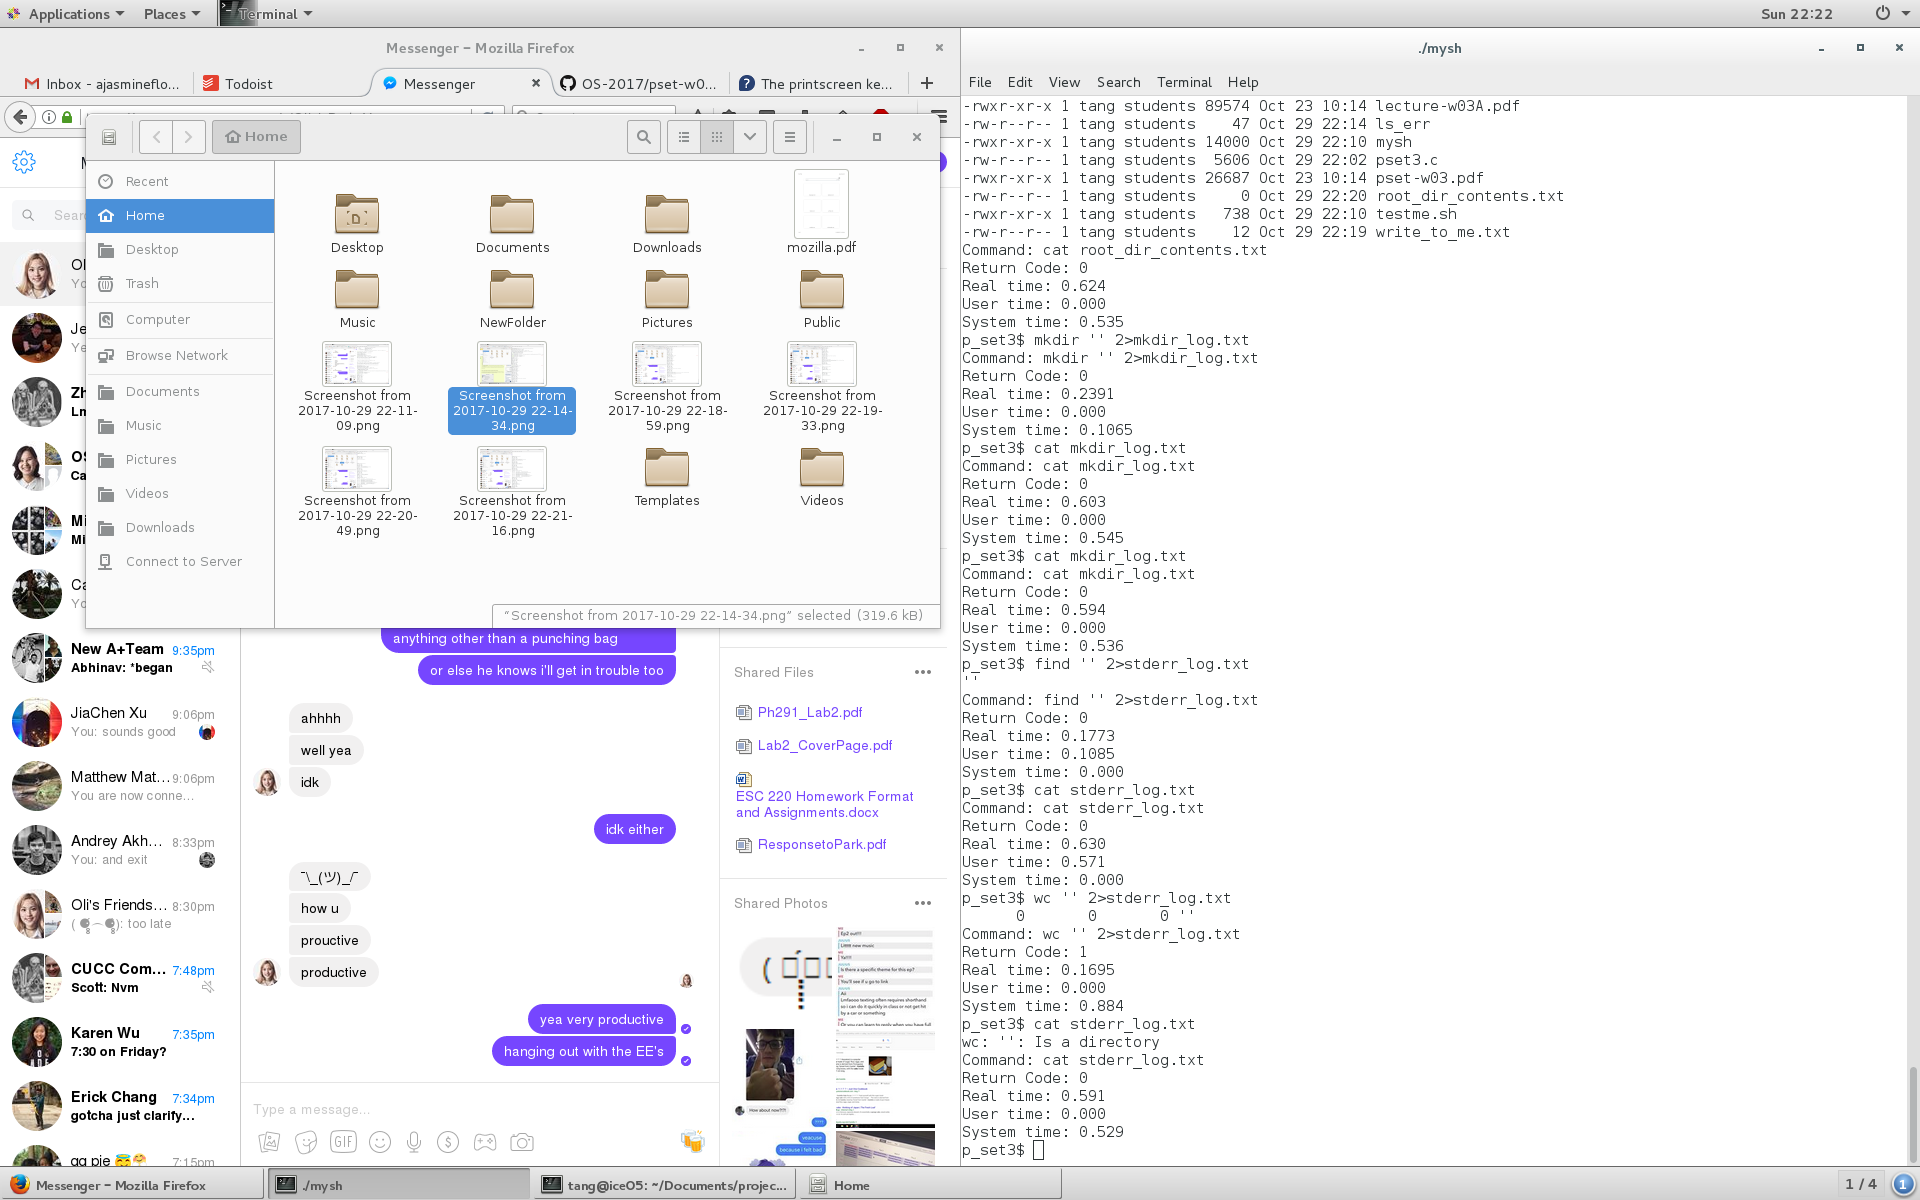 Applications
Places
Terminal
Sun 22:22
Messenger – Mozilla Firefox
Inbox - ajasmineflo...
Todoist
Messenger
OS-2017/pset-w0...
The printscreen ke...
Home
Recent
Home
Desktop
Trash
Computer
Browse Network
Documents
Music
Pictures
Videos
Downloads
Connect to Server
Desktop
Documents
Downloads
mozilla.pdf
Music
NewFolder
Pictures
Public
Screenshot from
2017-10-29 22-11-
09.png
Screenshot from
2017-10-29 22-14-
34.png
Screenshot from
2017-10-29 22-18-
59.png
Screenshot from
2017-10-29 22-19-
33.png
Screenshot from
2017-10-29 22-20-
49.png
Screenshot from
2017-10-29 22-21-
16.png
Templates
Videos
"Screenshot from 2017-10-29 22-14-34.png" selected (319.6 kB)
New A+Team 9:35pm
Abhinav: *began
JiaChen Xu 9:06pm
You: sounds good
Matthew Mat... 9:06pm
You are now conne...
Andrey Akh... 8:33pm
You: and exit
Oli's Friends... 8:30pm
too late
CUCC Com... 7:48pm
Scott: Nvm
Karen Wu 7:35pm
7:30 on Friday?
Erick Chang 7:34pm
gotcha just clarify...
qq pie 7:15pm
anything other than a punching bag
or else he knows i'll get in trouble too
ahhhh
well yea
idk
idk either
¯\_(ツ)_/¯
how u
prouctive
productive
yea very productive
hanging out with the EE's
Type a message...
GIF
Shared Files
Ph291_Lab2.pdf
Lab2_CoverPage.pdf
ESC 220 Homework Format
and Assignments.docx
ResponsetoPark.pdf
Shared Photos
./mysh
File Edit View Search Terminal Help
-rwxr-xr-x 1 tang students 89574 Oct 23 10:14 lecture-w03A.pdf
-rw-r--r-- 1 tang students 47 Oct 29 22:14 ls_err
-rwxr-xr-x 1 tang students 14000 Oct 29 22:10 mysh
-rw-r--r-- 1 tang students 5606 Oct 29 22:02 pset3.c
-rwxr-xr-x 1 tang students 26687 Oct 23 10:14 pset-w03.pdf
-rw-r--r-- 1 tang students 0 Oct 29 22:20 root_dir_contents.txt
-rwxr-xr-x 1 tang students 738 Oct 29 22:10 testme.sh
-rw-r--r-- 1 tang students 12 Oct 29 22:19 write_to_me.txt
Command: cat root_dir_contents.txt
Return Code: 0
Real time: 0.624
User time: 0.000
System time: 0.535
p_set3$ mkdir '' 2>mkdir_log.txt
Command: mkdir '' 2>mkdir_log.txt
Return Code: 0
Real time: 0.2391
User time: 0.000
System time: 0.1065
p_set3$ cat mkdir_log.txt
Command: cat mkdir_log.txt
Return Code: 0
Real time: 0.603
User time: 0.000
System time: 0.545
p_set3$ cat mkdir_log.txt
Command: cat mkdir_log.txt
Return Code: 0
Real time: 0.594
User time: 0.000
System time: 0.536
p_set3$ find '' 2>stderr_log.txt
''
Command: find '' 2>stderr_log.txt
Return Code: 0
Real time: 0.1773
User time: 0.1085
System time: 0.000
p_set3$ cat stderr_log.txt
Command: cat stderr_log.txt
Return Code: 0
Real time: 0.630
User time: 0.571
System time: 0.000
p_set3$ wc '' 2>stderr_log.txt
0 0 0 ''
Command: wc '' 2>stderr_log.txt
Return Code: 1
Real time: 0.1695
User time: 0.000
System time: 0.884
p_set3$ cat stderr_log.txt
wc: '': Is a directory
Command: cat stderr_log.txt
Return Code: 0
Real time: 0.591
User time: 0.000
System time: 0.529
p_set3$
Messenger – Mozilla Firefox
./mysh
tang@ice05: ~/Documents/projec...
Home
1 / 4
1